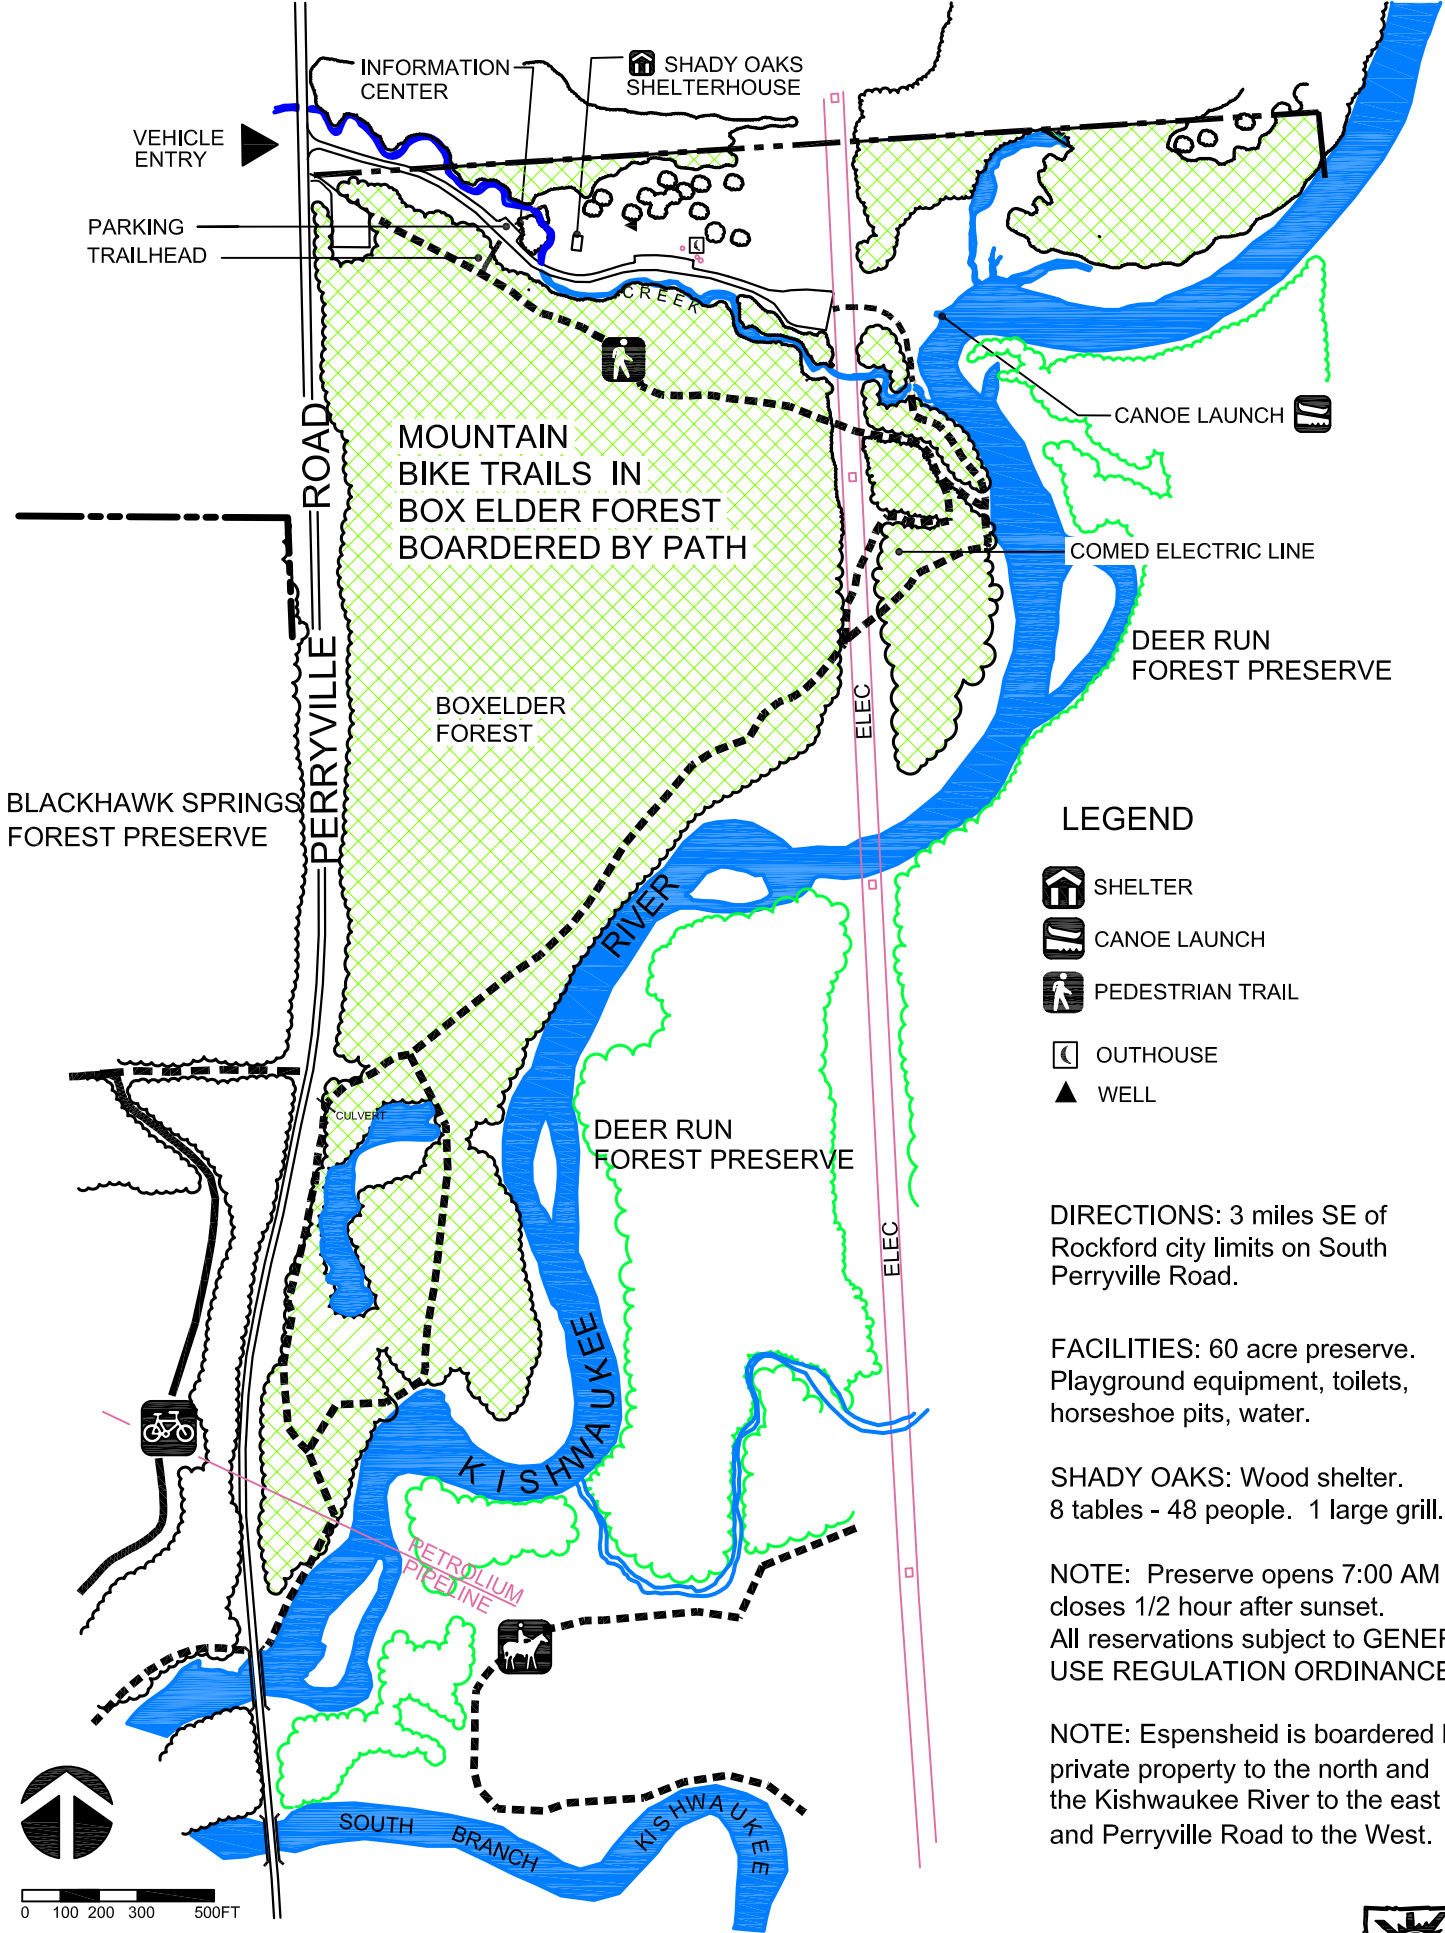 INFORMATION
CENTER
SHADY OAKS
SHELTERHOUSE
VEHICLE
ENTRY
PARKING
TRAILHEAD
CREEK
CANOE LAUNCH
MOUNTAIN
BIKE TRAILS IN
BOX ELDER FOREST
BOARDERED BY PATH
COMED ELECTRIC LINE
PERRYVILLE ROAD
DEER RUN
FOREST PRESERVE
BOXELDER
FOREST
ELEC
BLACKHAWK SPRINGS
FOREST PRESERVE
LEGEND
SHELTER
CANOE LAUNCH
PEDESTRIAN TRAIL
OUTHOUSE
WELL
KISHWAUKEE RIVER
CULVERT
DEER RUN
FOREST PRESERVE
ELEC
DIRECTIONS: 3 miles SE of
Rockford city limits on South
Perryville Road.
FACILITIES: 60 acre preserve.
Playground equipment, toilets,
horseshoe pits, water.
SHADY OAKS: Wood shelter.
8 tables - 48 people. 1 large grill.
NOTE: Preserve opens 7:00 AM
closes 1/2 hour after sunset.
All reservations subject to GENER
USE REGULATION ORDINANCE
NOTE: Espensheid is boardered
private property to the north and
the Kishwaukee River to the east
and Perryville Road to the West.
PETROLIUM
PIPELINE
SOUTH BRANCH KISHWAUKEE
0 100 200 300 500FT